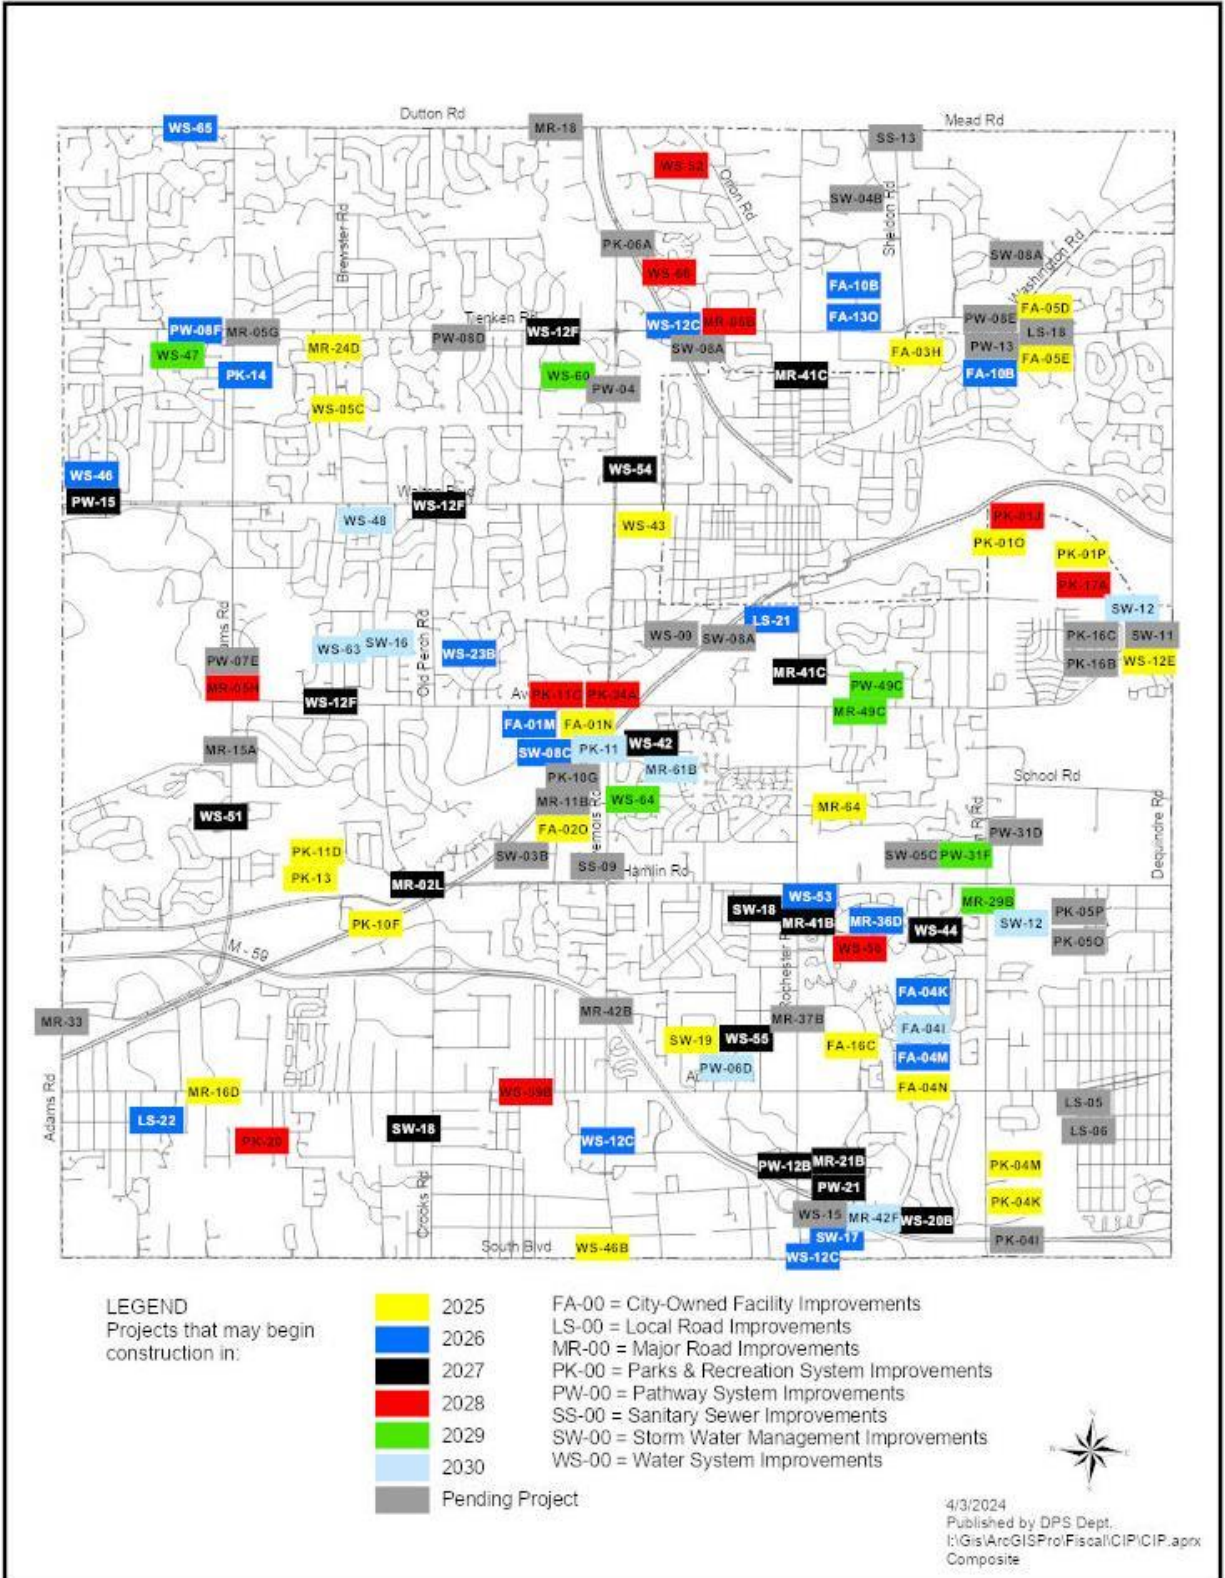 Dutton Rd
Mead Rd
WS-65
MR-18
SS-13
WS-52
Orion Rd
SW-04B
Sheldon Rd
Brewster Rd
PK-06A
SW-08A
Washington Rd
WS-66
FA-10B
FA-05D
Tienken Rd
FA-13O
PW-08E
PW-08F
MR-05G
WS-12F
WS-12C
MR-05B
LS-18
PW-08D
MR-24D
SW-08A
FA-03H
PW-13
FA-05E
WS-47
PK-14
WS-60
PW-04
MR-41C
FA-10B
WS-05C
WS-46
WS-54
PW-15
WS-12F
WS-48
WS-43
PK-01J
PK-01O
PK-01P
PK-17A
SW-12
LS-21
WS-09
SW-08A
PK-16C
SW-11
WS-63
SW-16
Old Perch Rd
WS-23B
PW-07E
PK-16B
WS-12E
MR-41C
MR-05H
WS-12F
PK-11C
PK-34A
PW-49C
MR-49C
FA-01M
FA-01N
MR-15A
SW-08C
PK-11
WS-42
PK-10G
MR-61B
School Rd
MR-11B
WS-64
MR-64
WS-51
FA-02O
PW-31D
PK-11D
SW-03B
SS-09
SW-05C
PW-31F
Dequindre Rd
PK-13
MR-02L
Hamlin Rd
WS-53
SW-18
MR-41B
MR-36D
WS-44
MR-29B
SW-12
PK-05P
PK-10F
WS-50
PK-05O
M - 59
Rochester R
FA-04K
MR-33
MR-42B
MR-37B
FA-04I
SW-19
WS-55
FA-16C
FA-04M
PW-06D
Adams Rd
MR-16D
WS-59B
FA-04N
LS-05
LS-22
PK-20
SW-18
WS-12C
LS-06
PW-12B
MR-21B
PK-04M
PW-21
PK-04K
Crooks Rd
WS-15
MR-42F
WS-20B
South Blvd
WS-46B
SW-17
PK-04I
WS-12C
LEGEND
Projects that may begin
construction in:
2025
2026
2027
2028
2029
2030
Pending Project
FA-00 = City-Owned Facility Improvements
LS-00 = Local Road Improvements
MR-00 = Major Road Improvements
PK-00 = Parks & Recreation System Improvements
PW-00 = Pathway System Improvements
SS-00 = Sanitary Sewer Improvements
SW-00 = Storm Water Management Improvements
WS-00 = Water System Improvements
4/3/2024
Published by DPS Dept.
I:\Gis\ArcGISPro\Fiscal\CIP\CIP.aprx
Composite